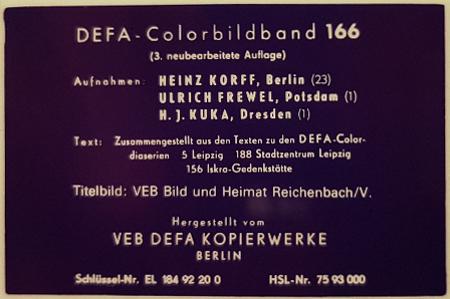 DEFA-Colorbildband 166
(3. neubearbeitete Auflage)
Aufnahmen: HEINZ KORFF, Berlin (23)
ULRICH FREWEL, Potsdam (1)
H. J. KUKA, Dresden (1)
Text: Zusammengestellt aus den Texten zu den DEFA-Color-
diaserien 5 Leipzig 188 Stadtzentrum Leipzig
156 Iskra-Gedenkstätte
Titelbild: VEB Bild und Heimat Reichenbach/V.
Hergestellt vom
VEB DEFA KOPIERWERKE
BERLIN
Schlüssel-Nr. EL 184 92 20 0 HSL-Nr. 75 93 000